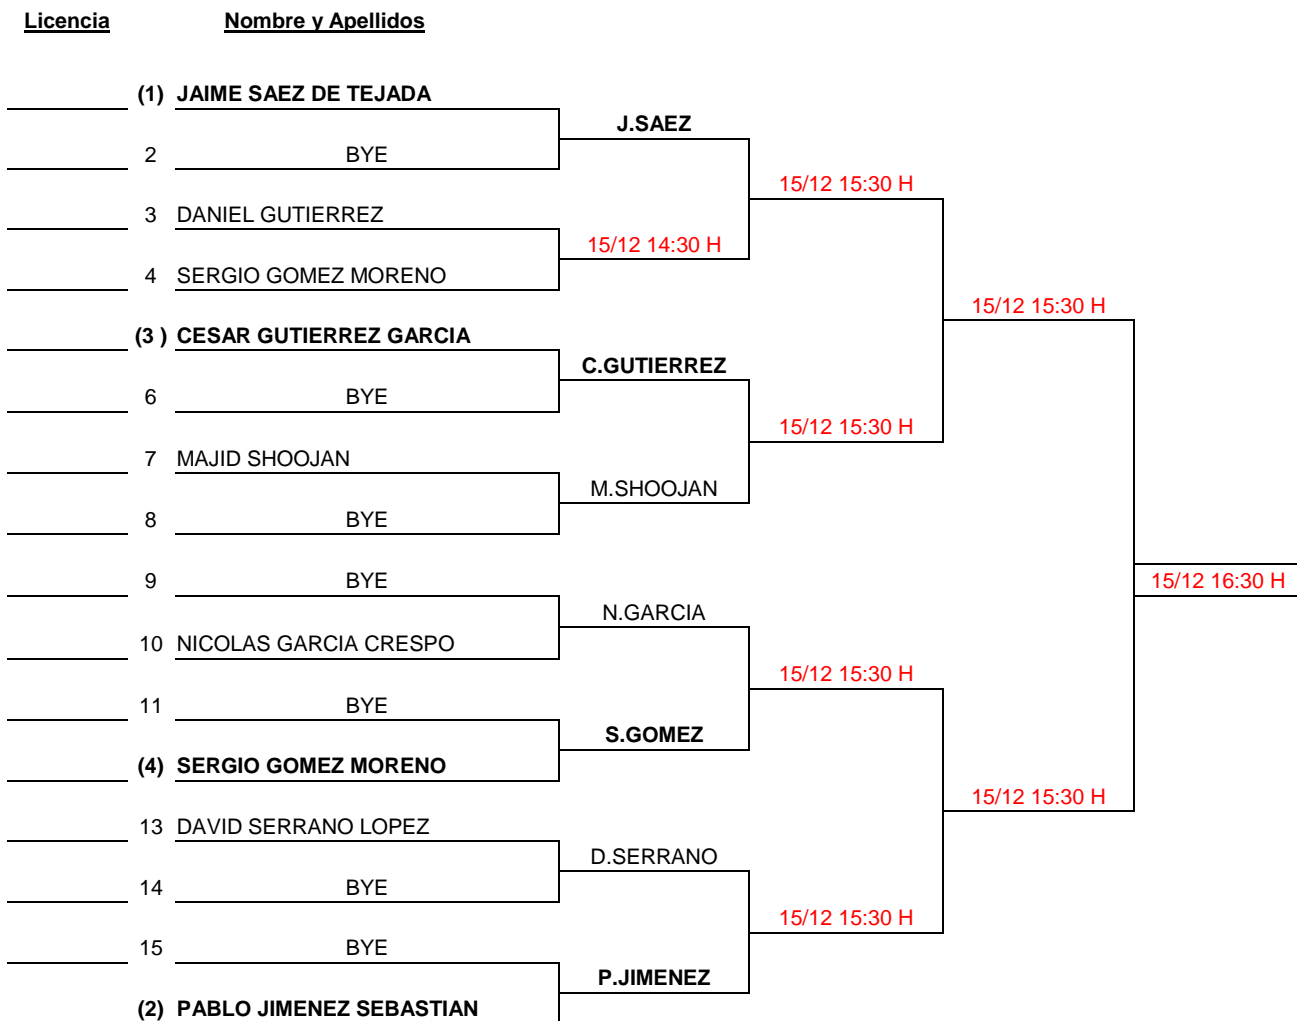 Licencia Nombre y Apellidos
(1) JAIME SAEZ DE TEJADA
J.SAEZ
2 BYE
15/12 15:30 H
3 DANIEL GUTIERREZ
15/12 14:30 H
4 SERGIO GOMEZ MORENO
15/12 15:30 H
(3 ) CESAR GUTIERREZ GARCIA
C.GUTIERREZ
6 BYE
15/12 15:30 H
7 MAJID SHOOJAN
M.SHOOJAN
8 BYE
9 BYE
15/12 16:30 H
N.GARCIA
10 NICOLAS GARCIA CRESPO
15/12 15:30 H
11 BYE
S.GOMEZ
(4) SERGIO GOMEZ MORENO
15/12 15:30 H
13 DAVID SERRANO LOPEZ
D.SERRANO
14 BYE
15/12 15:30 H
15 BYE
P.JIMENEZ
(2) PABLO JIMENEZ SEBASTIAN